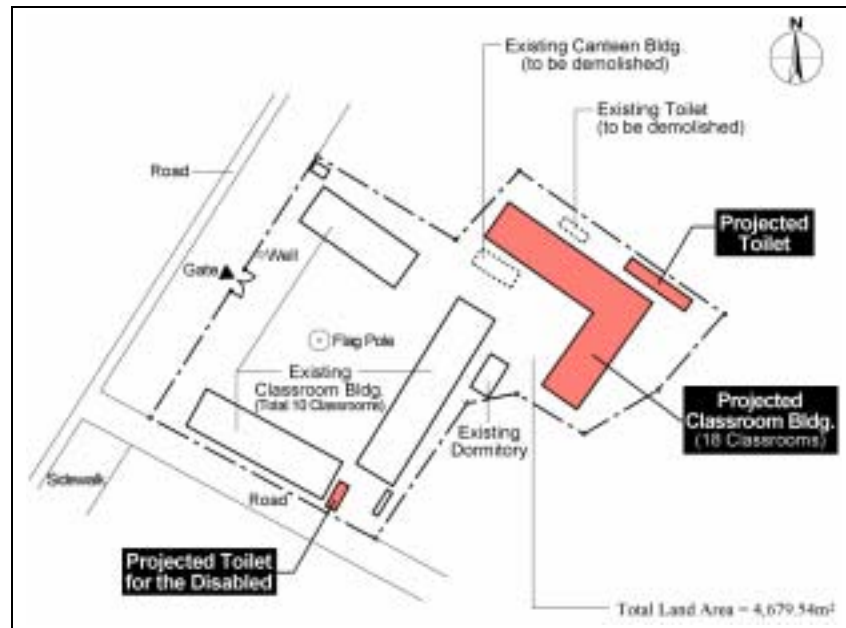 N
Existing Canteen Bldg.
(to be demolished)
Existing Toilet
(to be demolished)
Road
Projected
Toilet
Well
Gate
Flag Pole
Existing
Classroom Bldg.
(Total 10 Classrooms)
Projected
Classroom Bldg.
(18 Classrooms)
Existing
Dormitory
Sidewalk
Road
Projected Toilet
for the Disabled
Total Land Area = 4,679.54m²